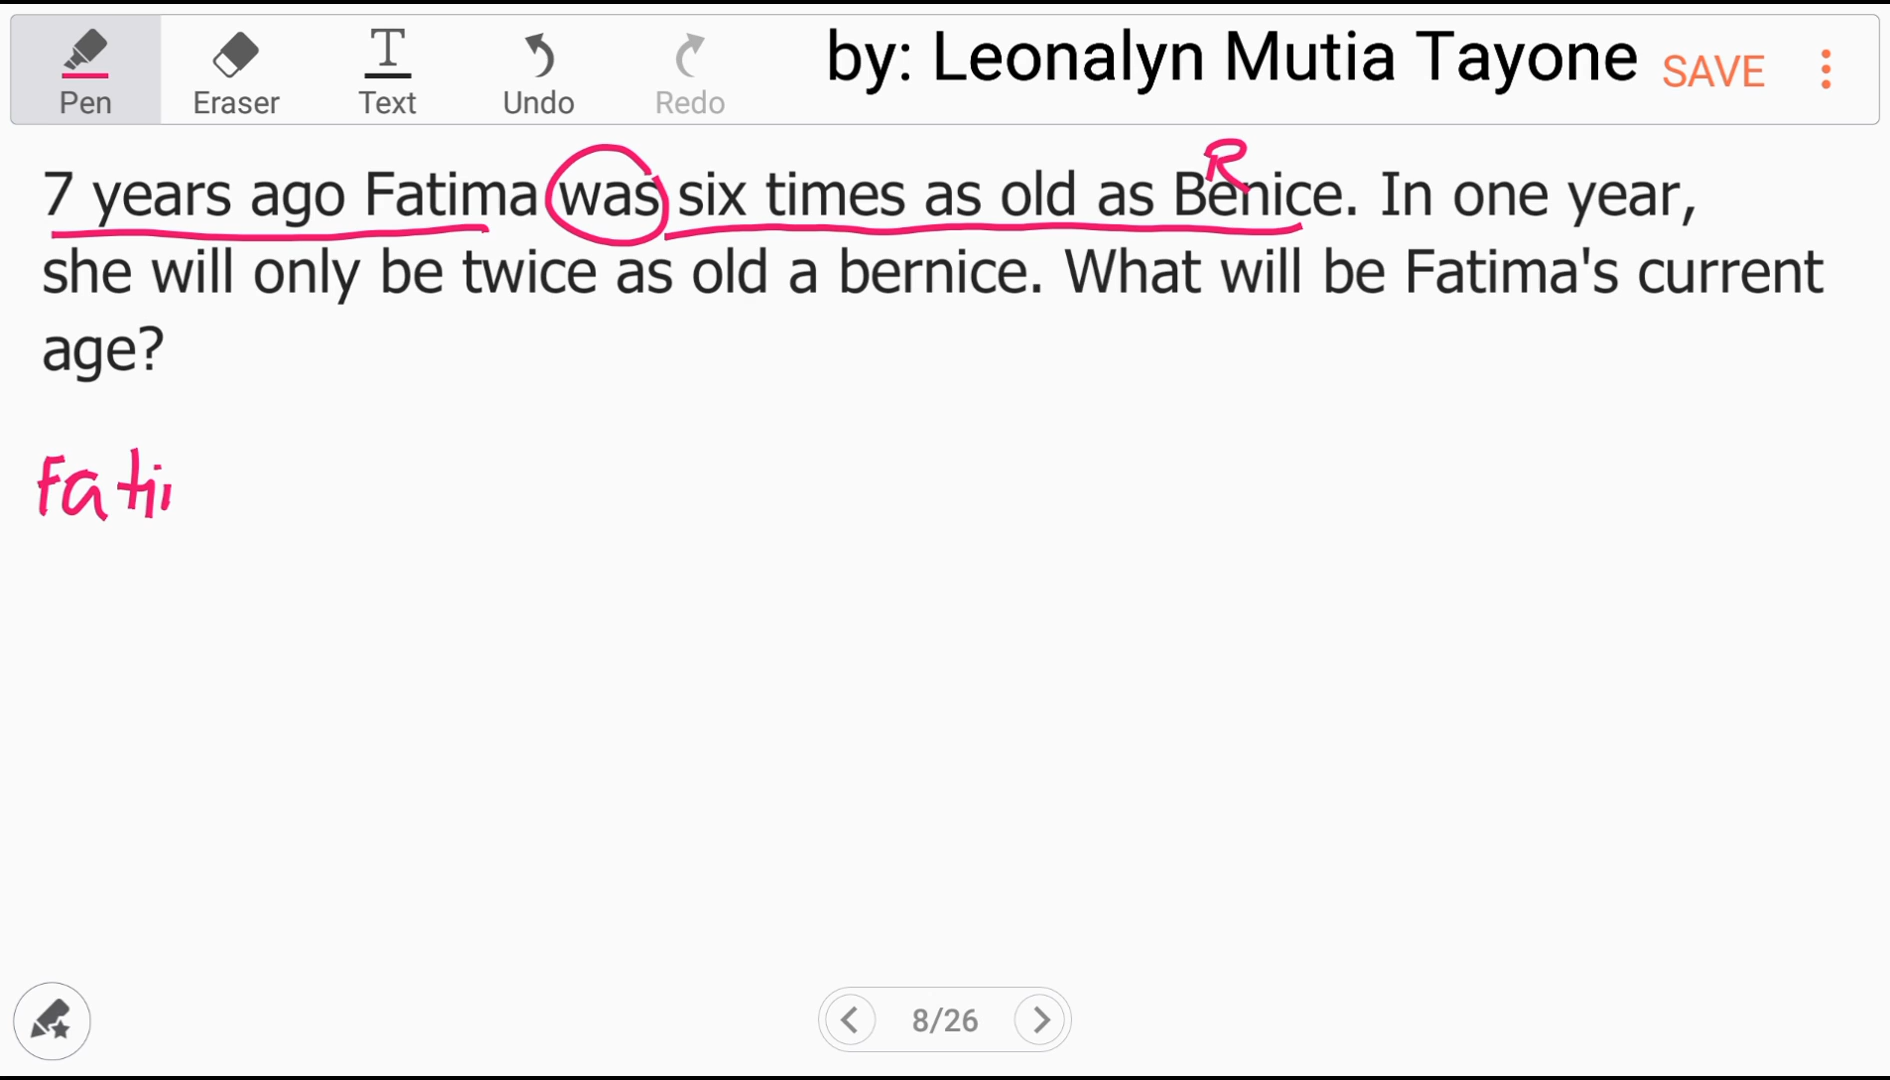 Pen Eraser Text Undo Redo by: Leonalyn Mutia Tayone SAVE
R
7 years ago Fatima was six times as old as Benice. In one year,
she will only be twice as old a bernice. What will be Fatima's current
age?
Fati
8/26